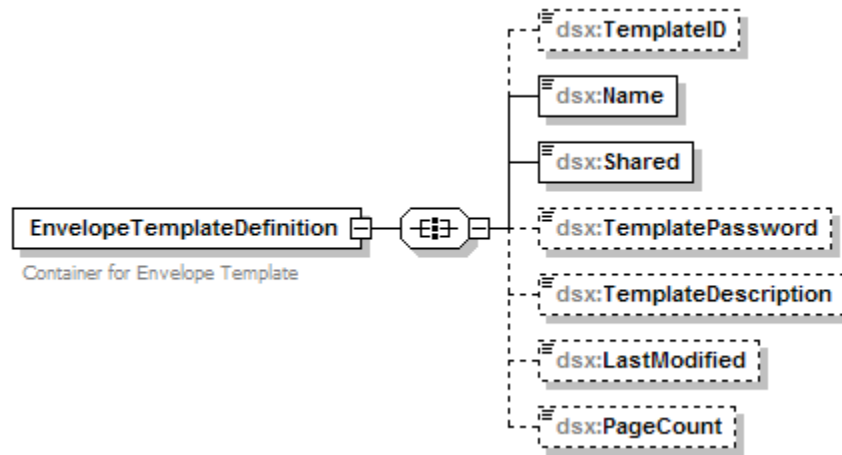 dsx:TemplateID
dsx:Name
dsx:Shared
EnvelopeTemplateDefinition
dsx:TemplatePassword
Container for Envelope Template
dsx:TemplateDescription
dsx:LastModified
dsx:PageCount